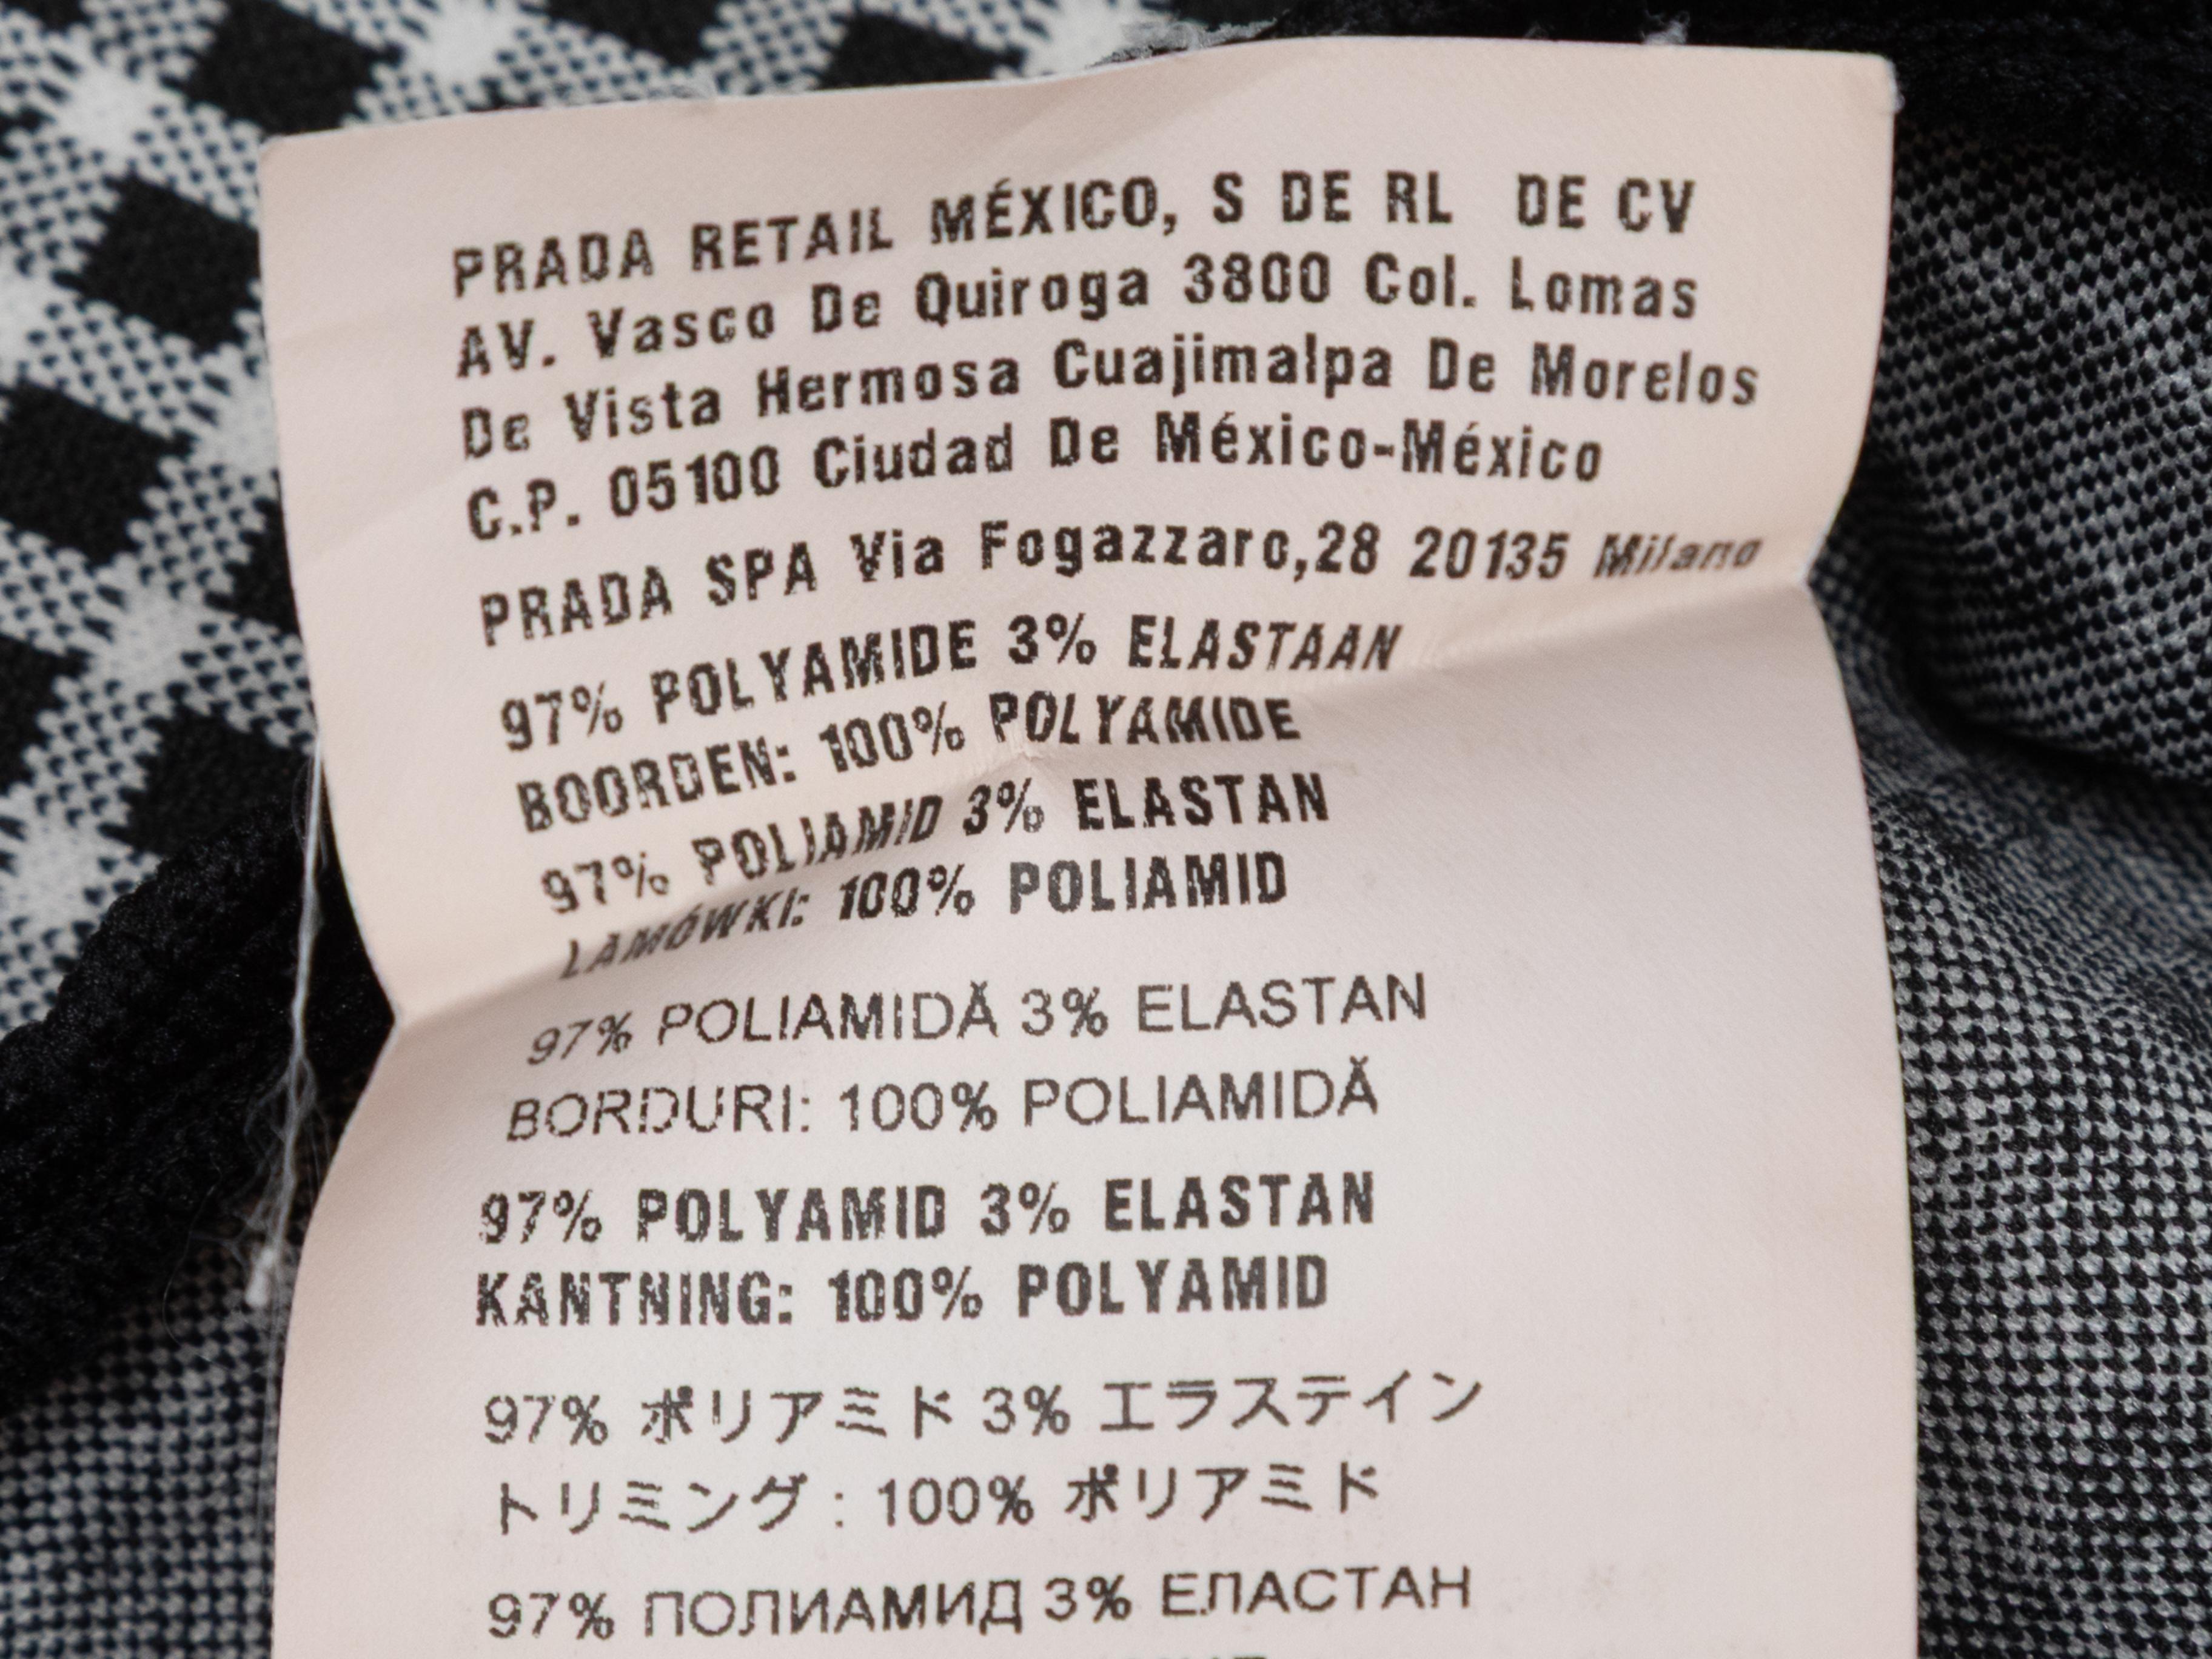 PRADA RETAIL MÉXICO, S DE RL DE CV
AV. Vasco De Quiroga 3800 Col. Lomas
De Vista Hermosa Cuajimalpa De Morelos
C.P. 05100 Ciudad De México-México
PRADA SPA Via Fogazzaro,28 20135 Milano
97% POLYAMIDE 3% ELASTAAN
BOORDEN: 100% POLYAMIDE
97% POLIAMID 3% ELASTAN
LAMÓWKI: 100% POLIAMID
97% POLIAMIDĂ 3% ELASTAN
BORDURI: 100% POLIAMIDĂ
97% POLYAMID 3% ELASTAN
KANTNING: 100% POLYAMID
97% ポリアミド 3% エラステイン
トリミング : 100% ポリアミド
97% ПОЛИАМИД 3% ЕЛАСТАН